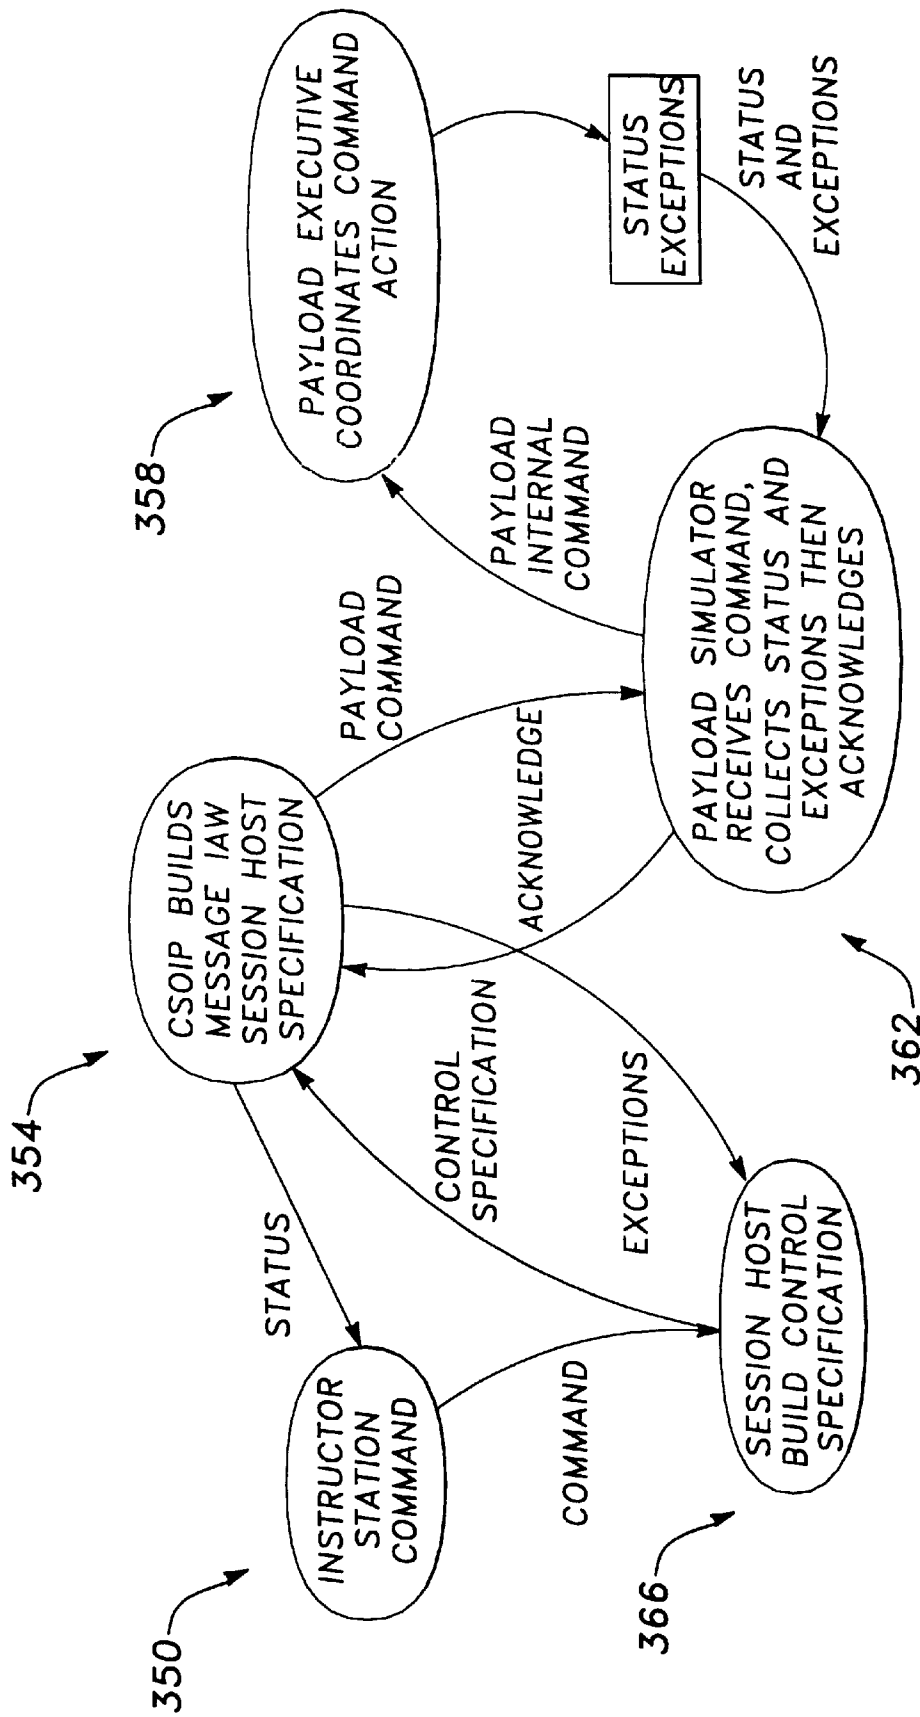 354
CSOIP BUILDS
MESSAGE IAW
SESSION HOST
SPECIFICATION
358
PAYLOAD EXECUTIVE
COORDINATES COMMAND
ACTION
350
INSTRUCTOR
STATION
COMMAND
STATUS
PAYLOAD
COMMAND
PAYLOAD
INTERNAL
COMMAND
STATUS
EXCEPTIONS
STATUS
AND
EXCEPTIONS
CONTROL
SPECIFICATION
ACKNOWLEDGE
COMMAND
EXCEPTIONS
366
SESSION HOST
BUILD CONTROL
SPECIFICATION
362
PAYLOAD SIMULATOR
RECEIVES COMMAND,
COLLECTS STATUS AND
EXCEPTIONS THEN
ACKNOWLEDGES